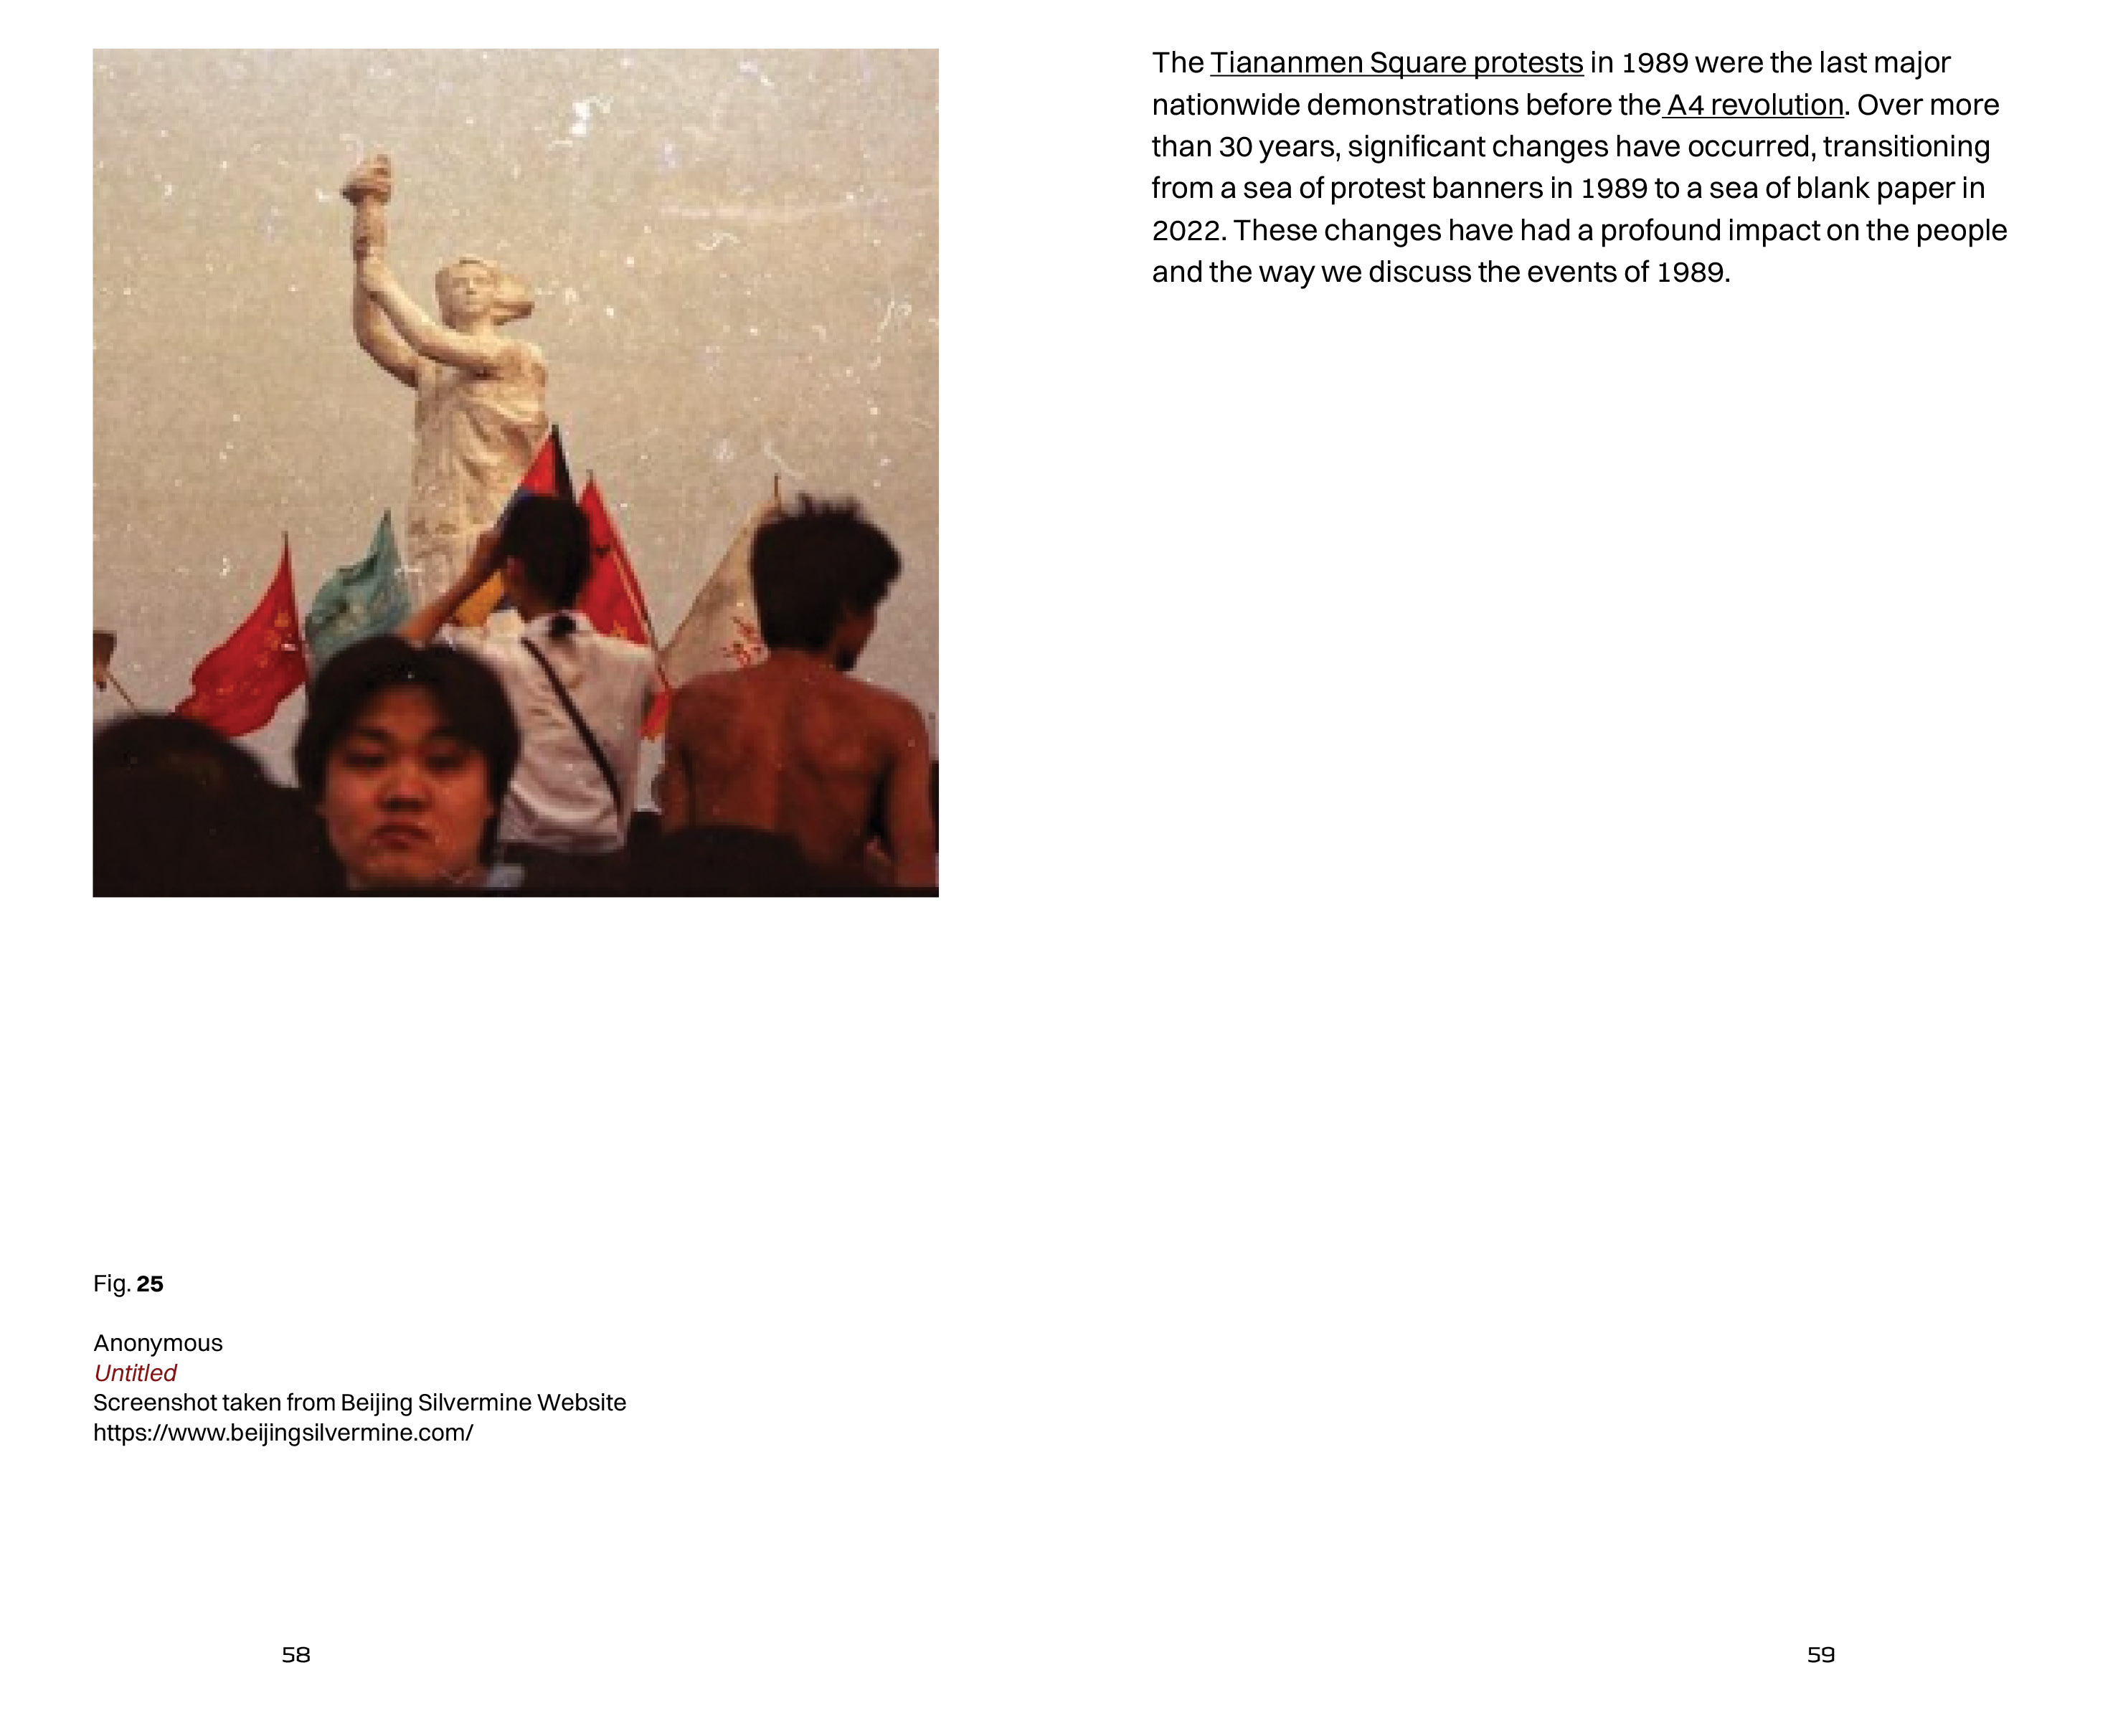 The Tiananmen Square protests in 1989 were the last major
nationwide demonstrations before the A4 revolution. Over more
than 30 years, significant changes have occurred, transitioning
from a sea of protest banners in 1989 to a sea of blank paper in
2022. These changes have had a profound impact on the people
and the way we discuss the events of 1989.
Fig. 25
Anonymous
Untitled
Screenshot taken from Beijing Silvermine Website
https://www.beijingsilvermine.com/
58
59